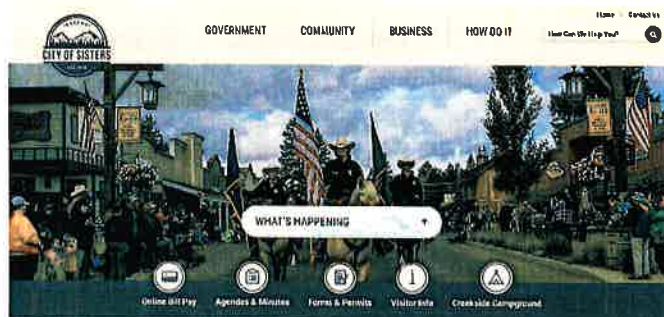 Home Contact Us
GOVERNMENT COMMUNITY BUSINESS HOW DO I?
How Can We Help You?
CITY OF SISTERS
WHAT'S HAPPENING
Online Bill Pay Agendas & Minutes Forms & Permits Visitor Info Creekside Campground